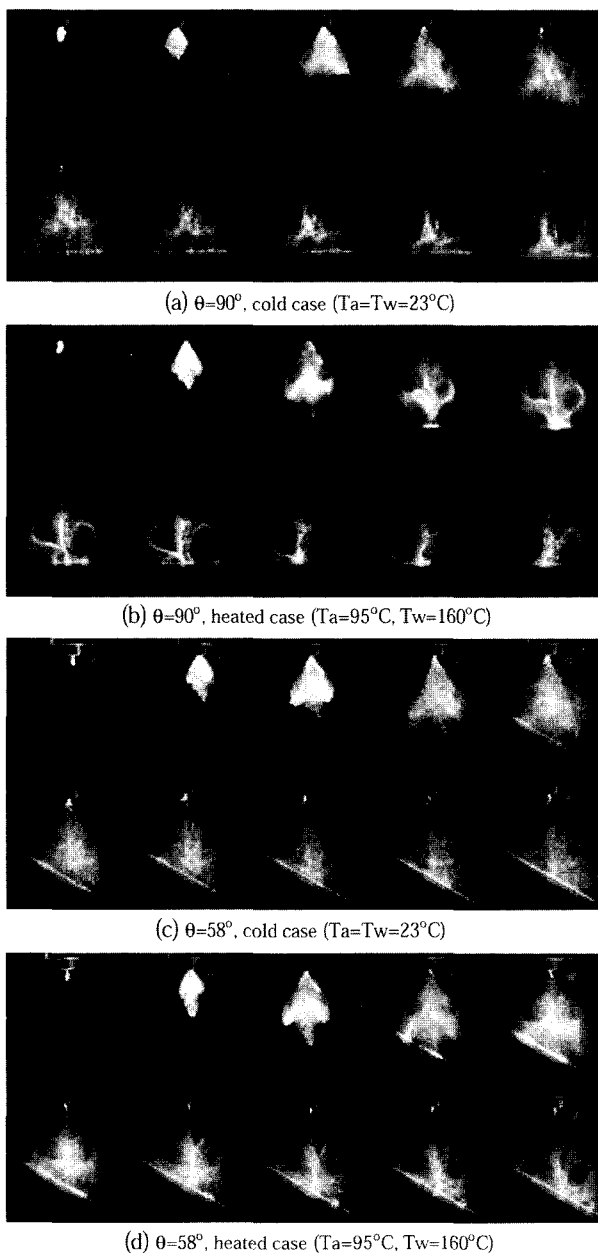 (a) θ=90°, cold case (Ta=Tw=23°C)
(b) θ=90°, heated case (Ta=95°C, Tw=160°C)
(c) θ=58°, cold case (Ta=Tw=23°C)
(d) θ=58°, heated case (Ta=95°C, Tw=160°C)